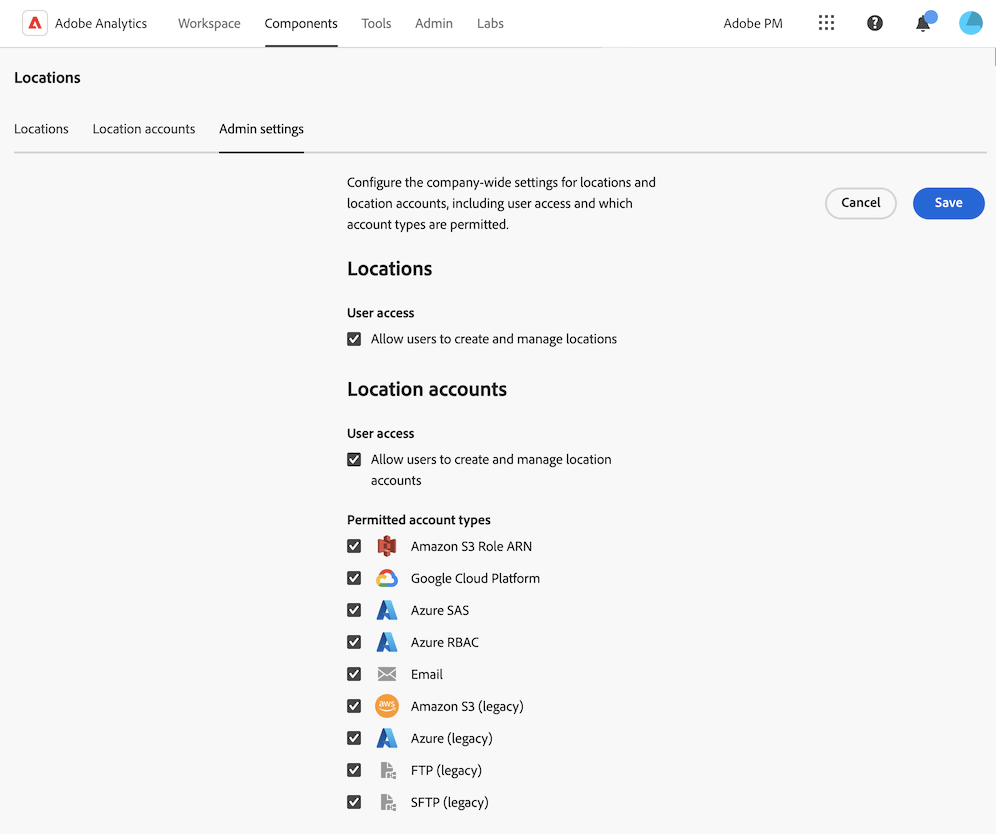 Adobe Analytics Workspace Components Tools Admin Labs Adobe PM
Locations
Locations Location accounts Admin settings
Configure the company-wide settings for locations and
location accounts, including user access and which
account types are permitted.
Cancel Save
Locations
User access
Allow users to create and manage locations
Location accounts
User access
Allow users to create and manage location
accounts
Permitted account types
Amazon S3 Role ARN
Google Cloud Platform
Azure SAS
Azure RBAC
Email
aws Amazon S3 (legacy)
Azure (legacy)
FTP (legacy)
SFTP (legacy)